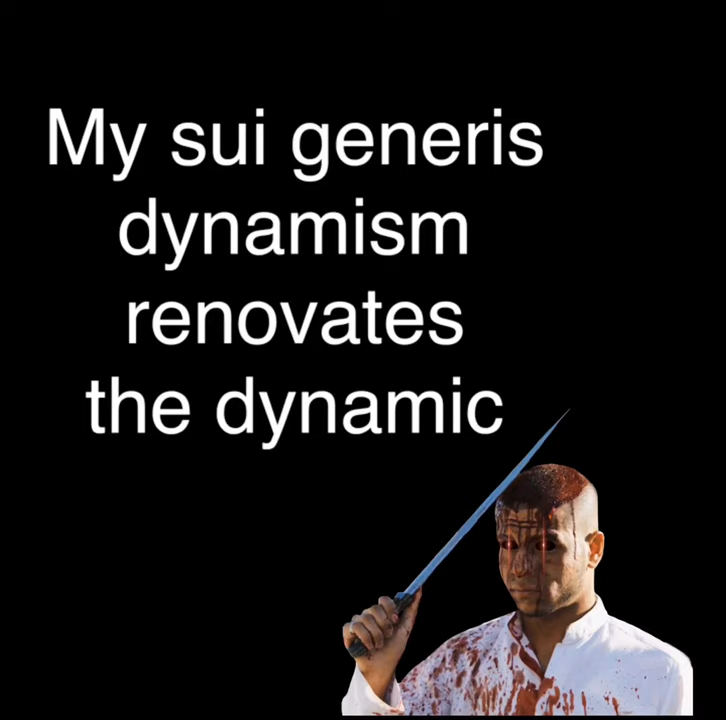 My sui generis
dynamism
renovates
the dynamic